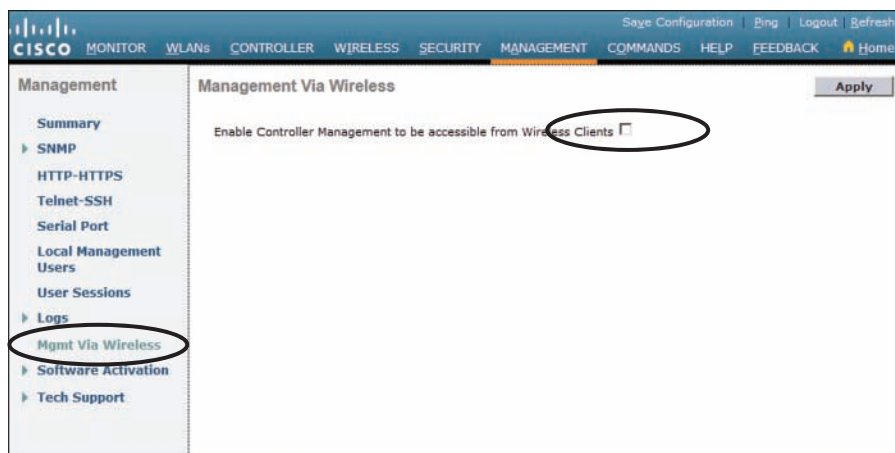 Save Configuration | Ping | Logout | Refresh
CISCO MONITOR WLANs CONTROLLER WIRELESS SECURITY MANAGEMENT COMMANDS HELP FEEDBACK Home
Management
Summary
SNMP
HTTP-HTTPS
Telnet-SSH
Serial Port
Local Management
Users
User Sessions
Logs
Mgmt Via Wireless
Software Activation
Tech Support
Management Via Wireless
Apply
Enable Controller Management to be accessible from Wireless Clients